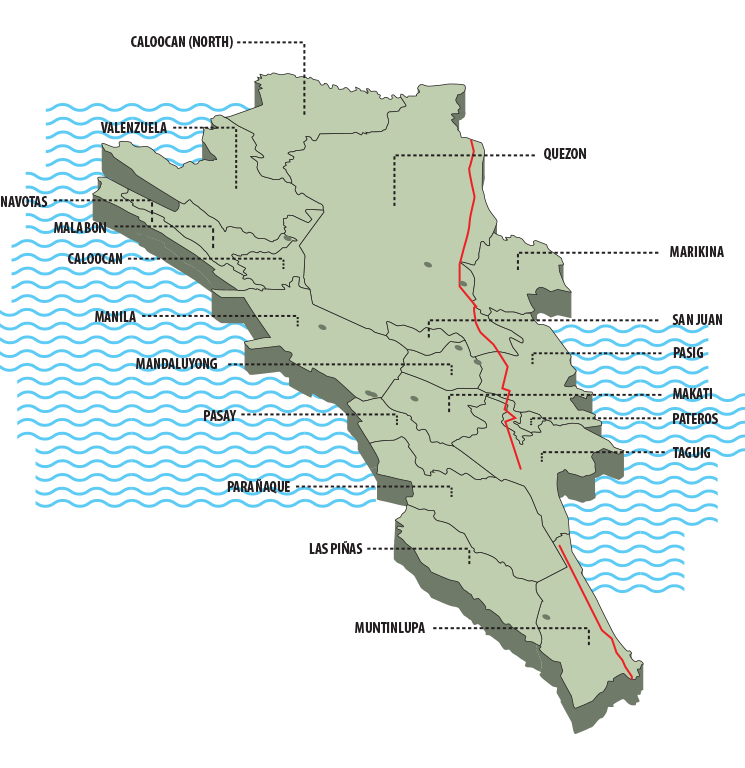 CALOOCAN (NORTH)
VALENZUELA
QUEZON
NAVOTAS
MALABON
MARIKINA
CALOOCAN
MANILA
SAN JUAN
PASIG
MANDALUYONG
MAKATI
PASAY
PATEROS
TAGUIG
PARAÑAQUE
LAS PIÑAS
MUNTINLUPA